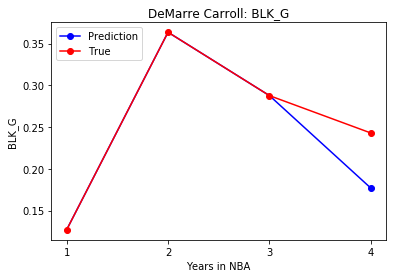 DeMarre Carroll: BLK_G
Prediction
True
0.35
0.30
0.25
0.20
0.15
BLK_G
1 2 3 4
Years in NBA